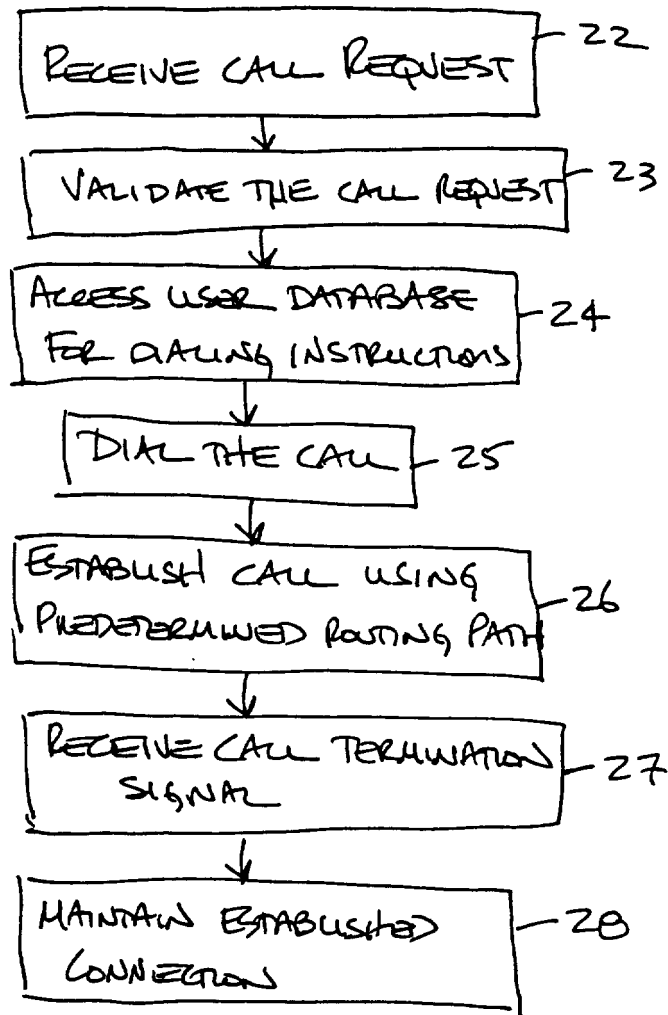 RECEIVE CALL REQUEST
22
VALIDATE THE CALL REQUEST
23
ACCESS USER DATABASE
FOR DIALING INSTRUCTIONS
24
DIAL THE CALL
25
ESTABLISH CALL USING
PREDETERMINED ROUTING PATH
26
RECEIVE CALL TERMINATION
SIGNAL
27
MAINTAIN ESTABLISHED
CONNECTION
28